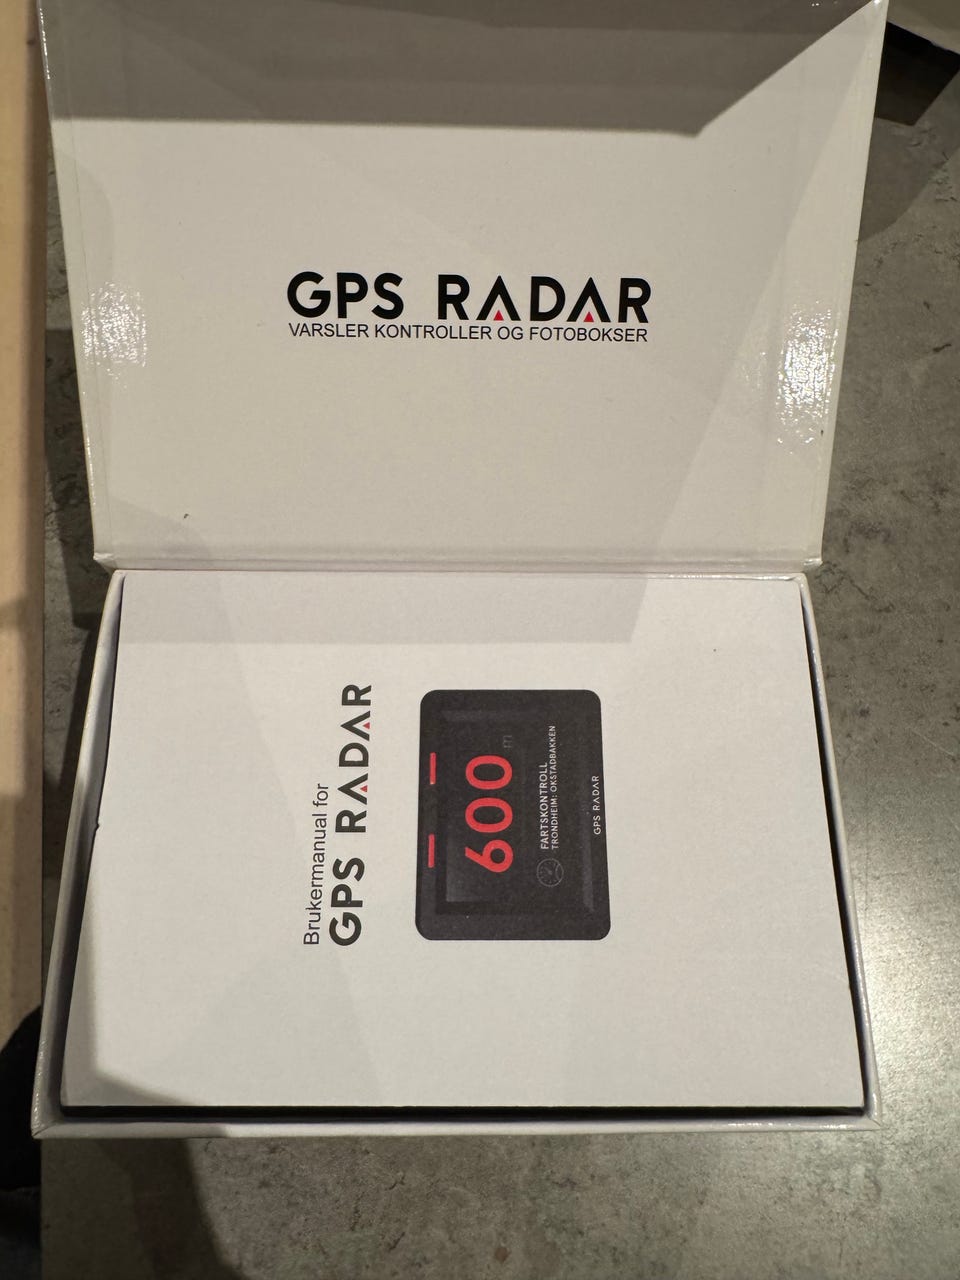 GPS RADAR
VARSLER KONTROLLER OG FOTOBOKSER
Brukermanual for
GPS RADAR
600 m
FARTSKONTROLL
TRONDHEIM: OKSTADBAKKEN
GPS RADAR